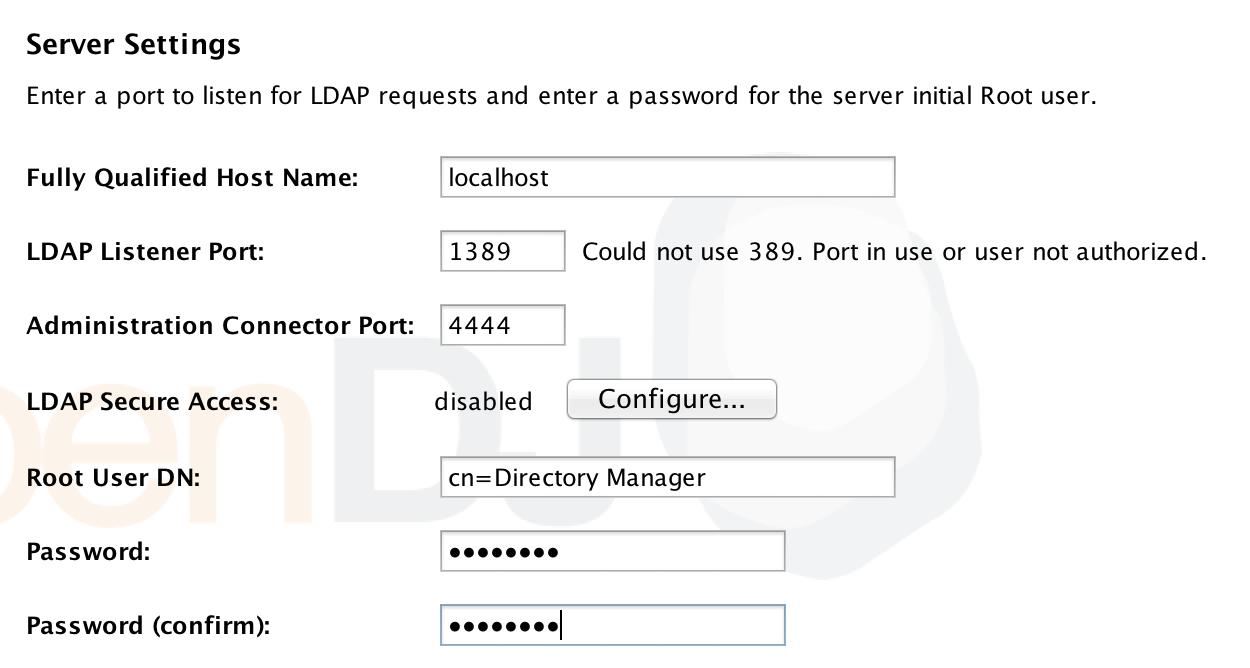 Server Settings
Enter a port to listen for LDAP requests and enter a password for the server initial Root user.
Fully Qualified Host Name: localhost
LDAP Listener Port: 1389 Could not use 389. Port in use or user not authorized.
Administration Connector Port: 4444
LDAP Secure Access: disabled Configure...
Root User DN: cn=Directory Manager
Password: ••••••••
Password (confirm): ••••••••
penDJ